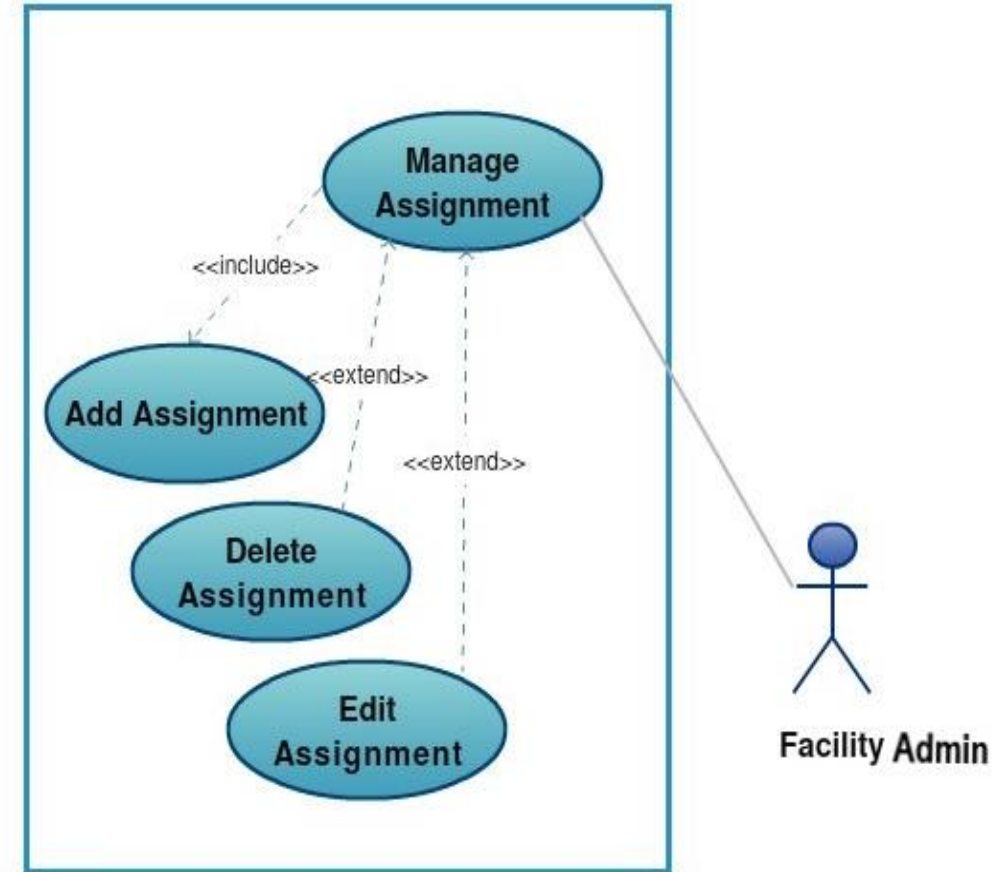 Manage
Assignment
<<include>>
<<extend>>
Add Assignment
<<extend>>
Delete
Assignment
Edit
Assignment
Facility Admin